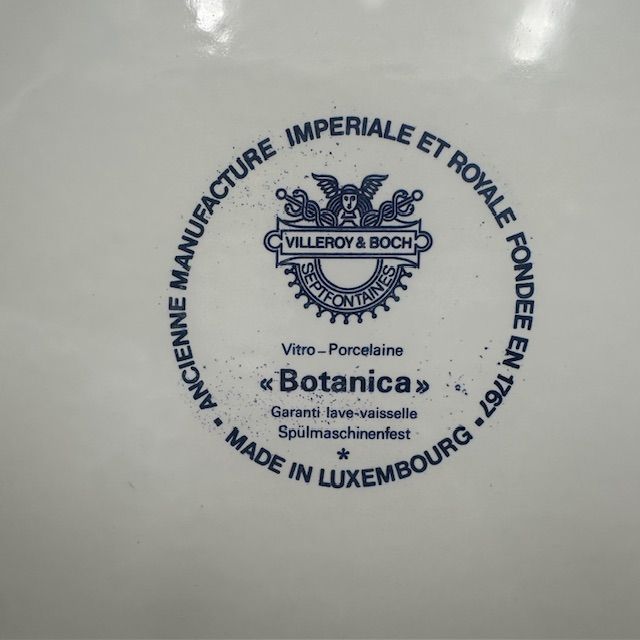 ANCIENNE MANUFACTURE IMPERIALE ET ROYALE FONDEE EN 1767
VILLEROY & BOCH
SEPTFONTAINES
Vitro-Porcelaine
«Botanica»
Garanti lave-vaisselle
Spülmaschinenfest
*
• MADE IN LUXEMBOURG •